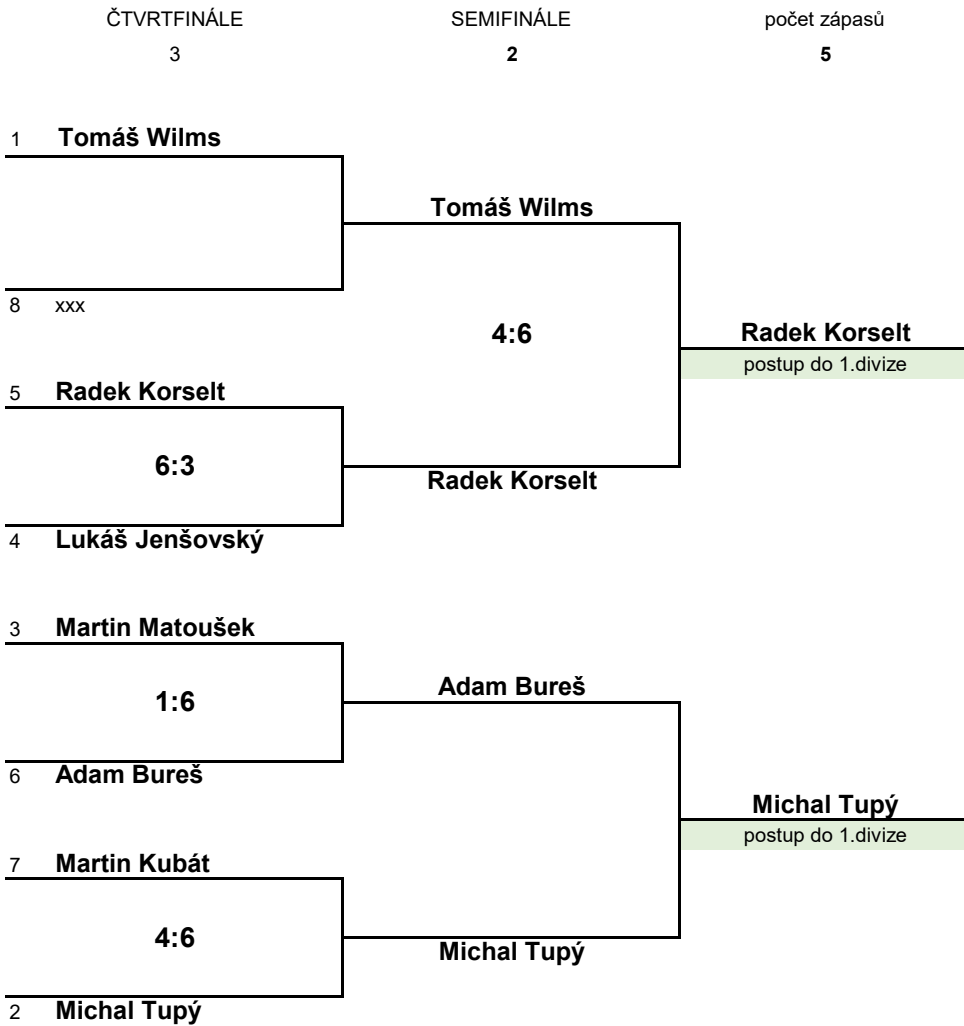 ČTVRTFINÁLE SEMIFINÁLE počet zápasů
3 2 5
1 Tomáš Wilms
Tomáš Wilms
8 xxx
4:6
Radek Korselt
postup do 1.divize
5 Radek Korselt
6:3
Radek Korselt
4 Lukáš Jenšovský
3 Martin Matoušek
Adam Bureš
1:6
6 Adam Bureš
Michal Tupý
postup do 1.divize
7 Martin Kubát
4:6
Michal Tupý
2 Michal Tupý